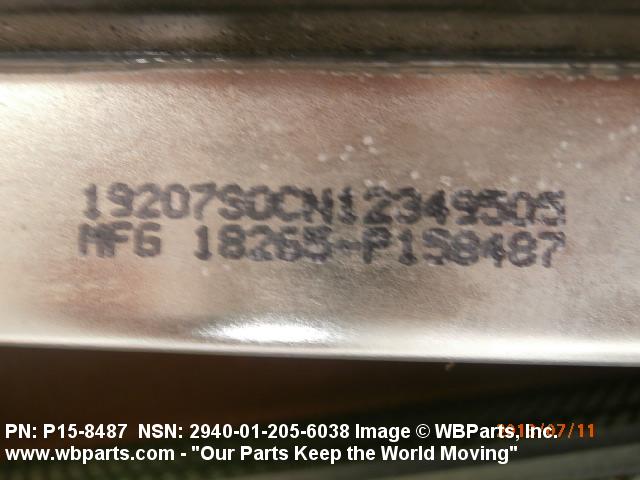 19207SOCN12349505
MFG 18265-P158487
PN: P15-8487 NSN: 2940-01-205-6038 Image © WBParts, Inc.
www.wbparts.com - "Our Parts Keep the World Moving"